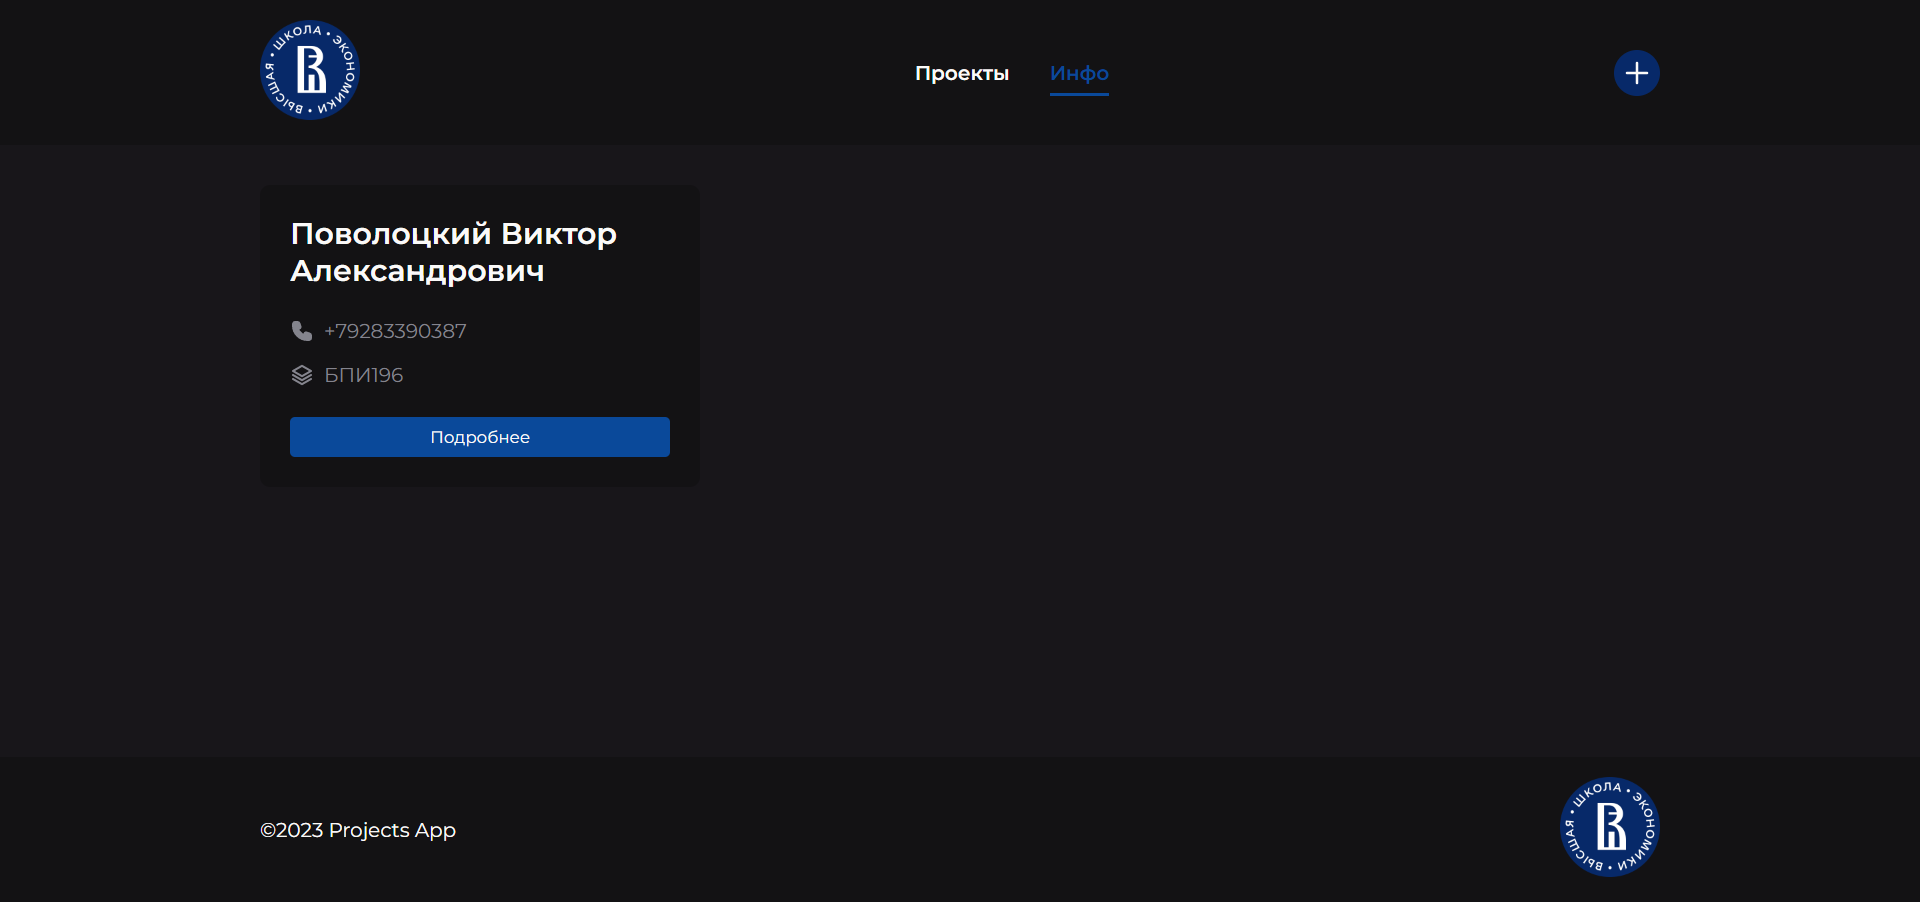 ВЫСШАЯ • ШКОЛА • ЭКОНОМИКИ •
Проекты
Инфо
Поволоцкий Виктор
Александрович
+79283390387
БПИ196
Подробнее
©2023 Projects App
ВЫСШАЯ • ШКОЛА • ЭКОНОМИКИ •